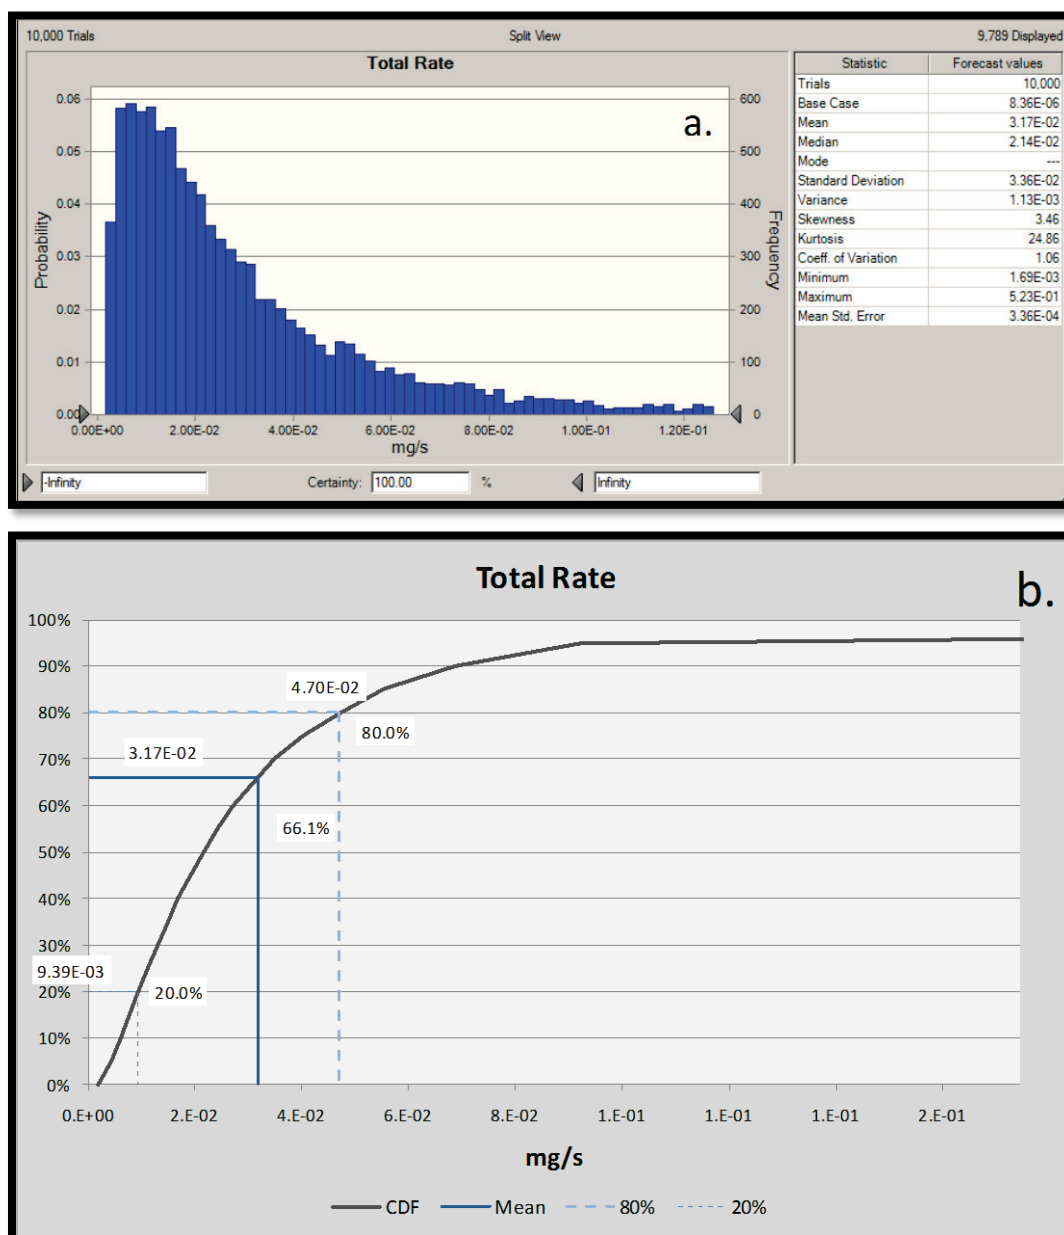 10,000 Trials
Split View
9,789 Displayed
Total Rate
a.
0.06
0.05
0.04
0.03
0.02
0.01
0.00
Probability
600
500
400
300
200
100
0
Frequency
0.00E+00 2.00E-02 4.00E-02 6.00E-02 8.00E-02 1.00E-01 1.20E-01
mg/s
Statistic Forecast values
Trials 10,000
Base Case 8.36E-06
Mean 3.17E-02
Median 2.14E-02
Mode ---
Standard Deviation 3.36E-02
Variance 1.13E-03
Skewness 3.46
Kurtosis 24.86
Coeff. of Variation 1.06
Minimum 1.69E-03
Maximum 5.23E-01
Mean Std. Error 3.36E-04
-Infinity Certainty: 100.00 % Infinity
Total Rate
b.
100%
90%
80%
70%
60%
50%
40%
30%
20%
10%
0%
4.70E-02
80.0%
3.17E-02
66.1%
9.39E-03
20.0%
0.E+00 2.E-02 4.E-02 6.E-02 8.E-02 1.E-01 1.E-01 1.E-01 2.E-01
mg/s
CDF Mean 80% 20%